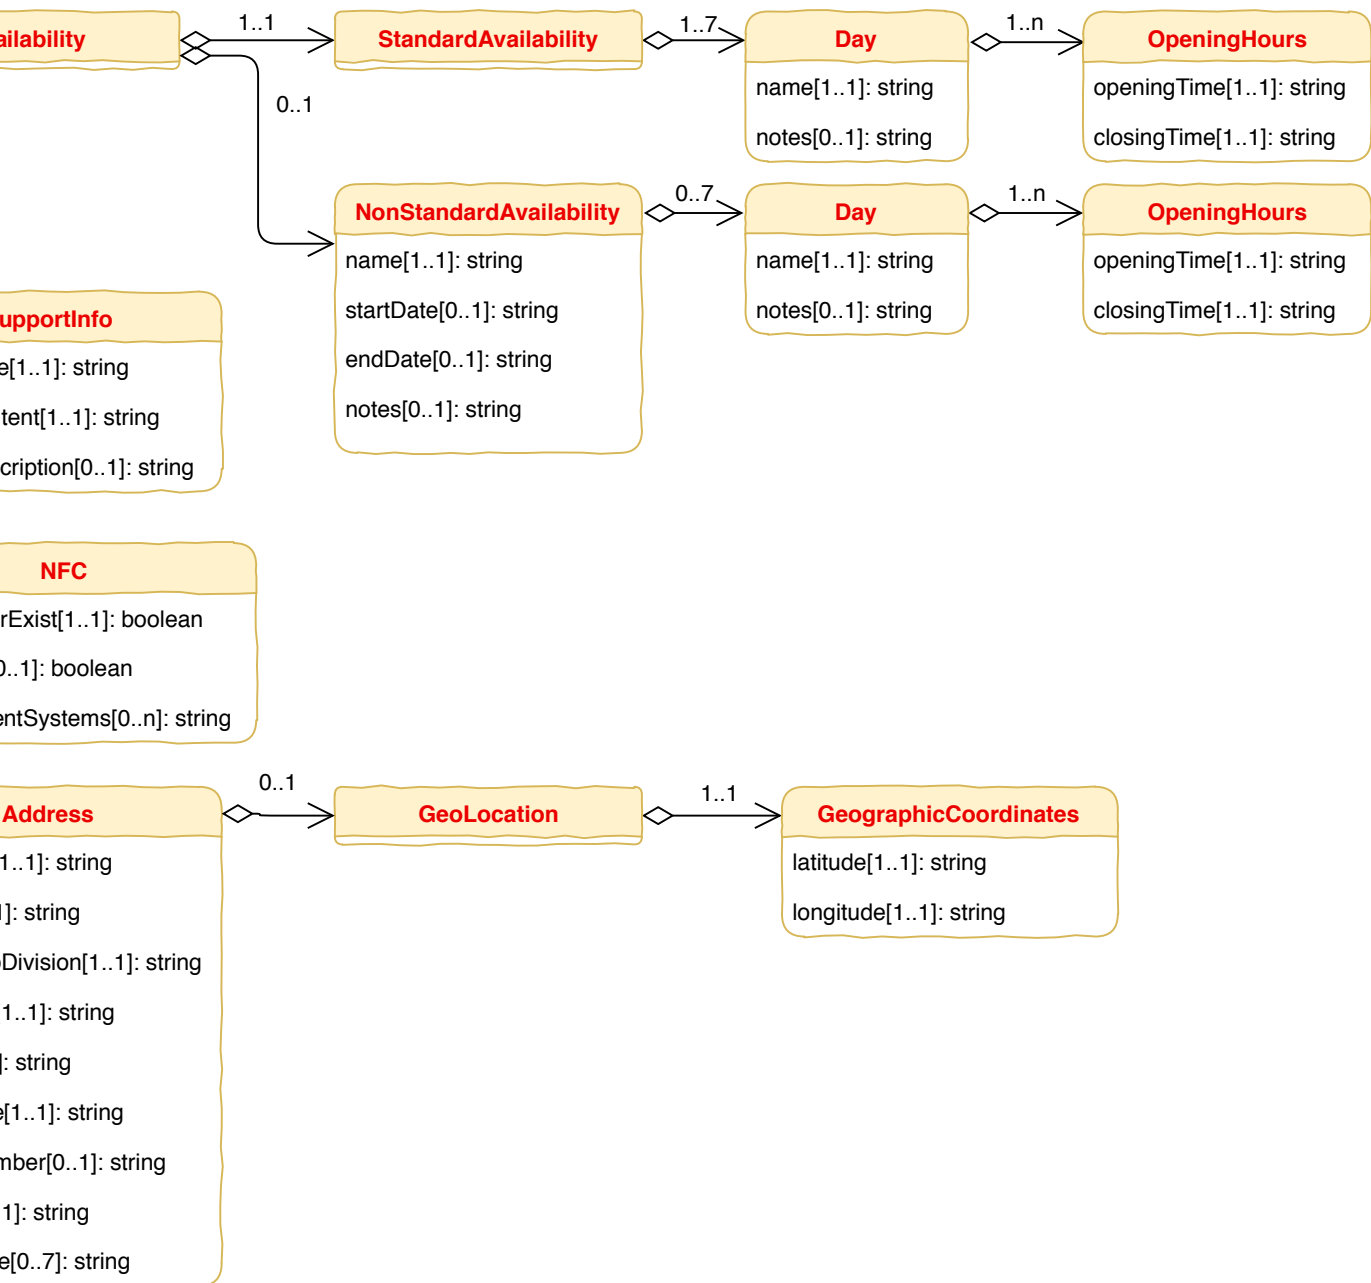 ailability
1..1
StandardAvailability
1..7
Day
name[1..1]: string
notes[0..1]: string
1..n
OpeningHours
openingTime[1..1]: string
closingTime[1..1]: string
0..1
NonStandardAvailability
name[1..1]: string
startDate[0..1]: string
endDate[0..1]: string
notes[0..1]: string
0..7
Day
name[1..1]: string
notes[0..1]: string
1..n
OpeningHours
openingTime[1..1]: string
closingTime[1..1]: string
upportInfo
e[1..1]: string
tent[1..1]: string
cription[0..1]: string
NFC
rExist[1..1]: boolean
0..1]: boolean
entSystems[0..n]: string
Address
1..1]: string
1]: string
Division[1..1]: string
1..1]: string
]: string
e[1..1]: string
mber[0..1]: string
1]: string
e[0..7]: string
0..1
GeoLocation
1..1
GeographicCoordinates
latitude[1..1]: string
longitude[1..1]: string